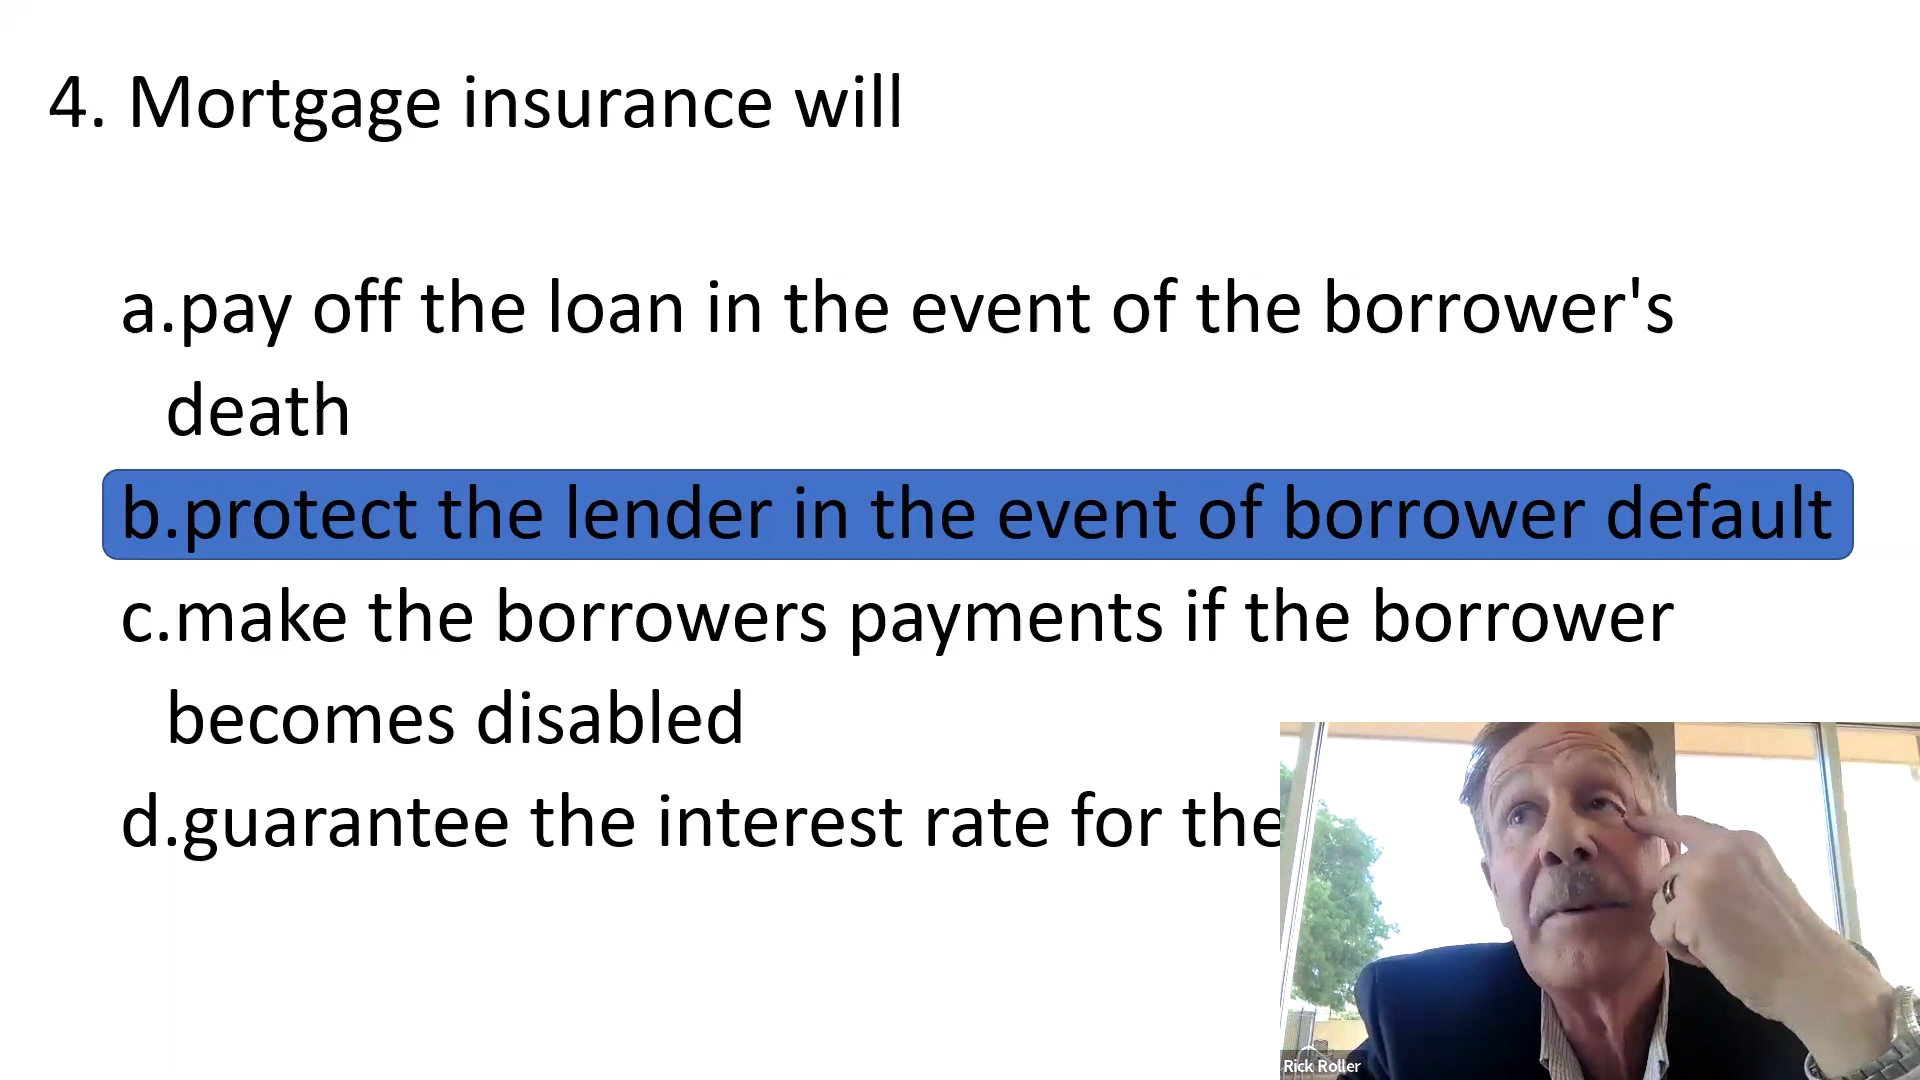 4. Mortgage insurance will
a.pay off the loan in the event of the borrower's
death
b.protect the lender in the event of borrower default
c.make the borrowers payments if the borrower
becomes disabled
d.guarantee the interest rate for the
Rick Roller